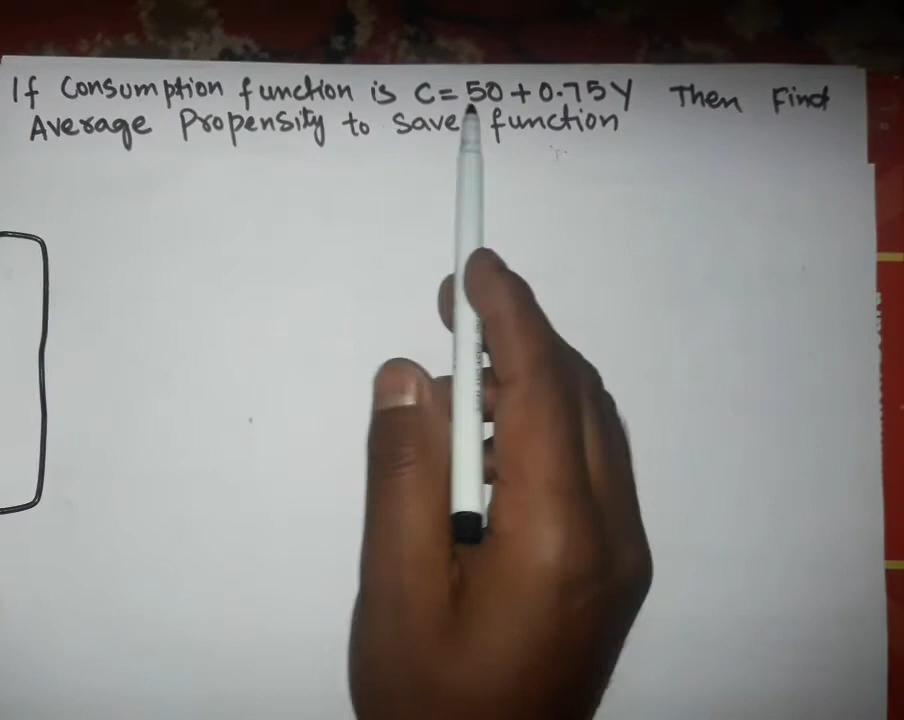 If Consumption function is C=50+0.75Y Then Find
Average Propensity to save function